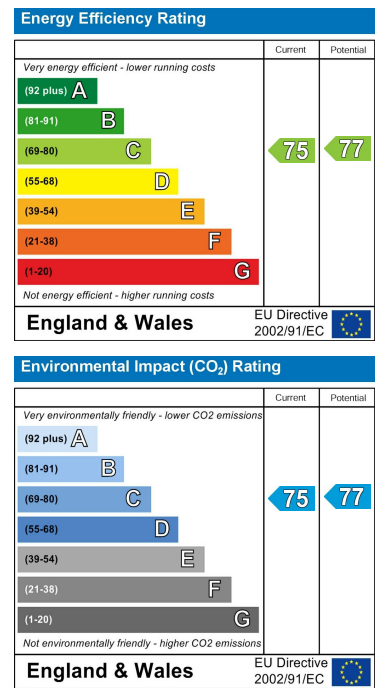 Energy Efficiency Rating
Current Potential
Very energy efficient - lower running costs
(92 plus) A
(81-91) B
(69-80) C 75 77
(55-68) D
(39-54) E
(21-38) F
(1-20) G
Not energy efficient - higher running costs
England & Wales EU Directive 2002/91/EC
Environmental Impact (CO₂) Rating
Current Potential
Very environmentally friendly - lower CO2 emissions
(92 plus) A
(81-91) B
(69-80) C 75 77
(55-68) D
(39-54) E
(21-38) F
(1-20) G
Not environmentally friendly - higher CO2 emissions
England & Wales EU Directive 2002/91/EC